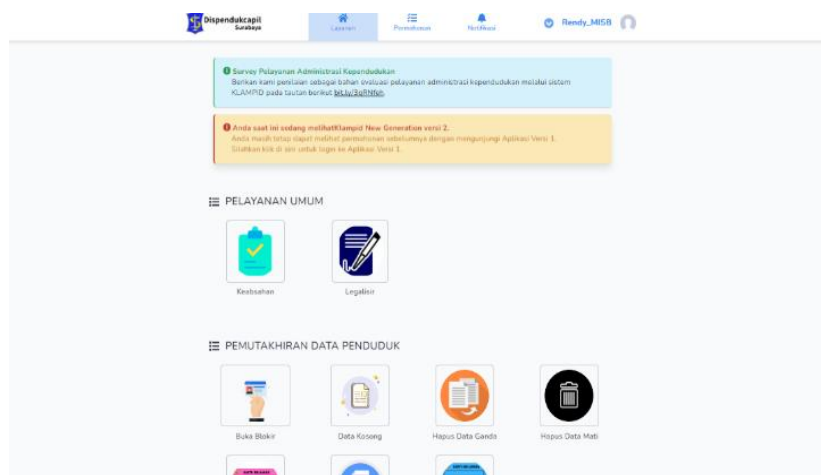 Dispendukcapil
Surabaya
Layanan
Permohonan
Notifikasi
Rendy_MISB
Survey Pelayanan Administrasi Kependudukan
Berikan kami penilaian sebagai bahan evaluasi pelayanan administrasi kependudukan melalui sistem
KLAMPID pada tautan berikut
Anda saat ini sedang melihatKlampid New Generation versi 2.
Anda masih tetap dapat melihat permohonan sebelumnya dengan mengunjungi Aplikasi Versi 1.
Silahkan klik di sini untuk login ke Aplikasi Versi 1.
PELAYANAN UMUM
Keabsahan
Legalisir
PEMUTAKHIRAN DATA PENDUDUK
Buka Blokir
Data Kosong
Hapus Data Ganda
Hapus Data Mati